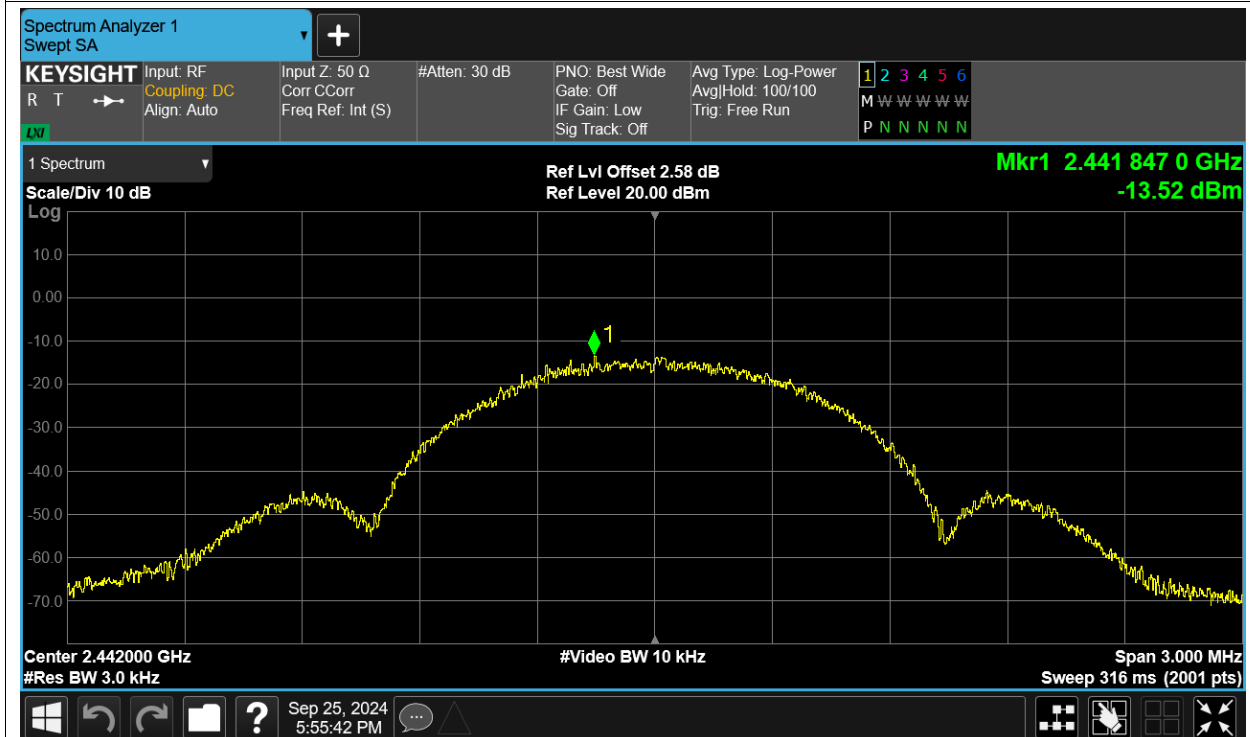 Spectrum Analyzer 1
Swept SA
+
KEYSIGHT Input: RF Input Z: 50 Ω #Atten: 30 dB PNO: Best Wide Avg Type: Log-Power 1 2 3 4 5 6
R T Coupling: DC Corr CCorr Gate: Off Avg|Hold: 100/100 M W W W W W
Align: Auto Freq Ref: Int (S) IF Gain: Low Trig: Free Run
LXI Sig Track: Off P N N N N N
1 Spectrum
Ref Lvl Offset 2.58 dB Mkr1 2.441 847 0 GHz
Scale/Div 10 dB Ref Level 20.00 dBm -13.52 dBm
Log
10.0
0.00
1
-10.0
-20.0
-30.0
-40.0
-50.0
-60.0
-70.0
Center 2.442000 GHz #Video BW 10 kHz Span 3.000 MHz
#Res BW 3.0 kHz Sweep 316 ms (2001 pts)
? Sep 25, 2024
5:55:42 PM